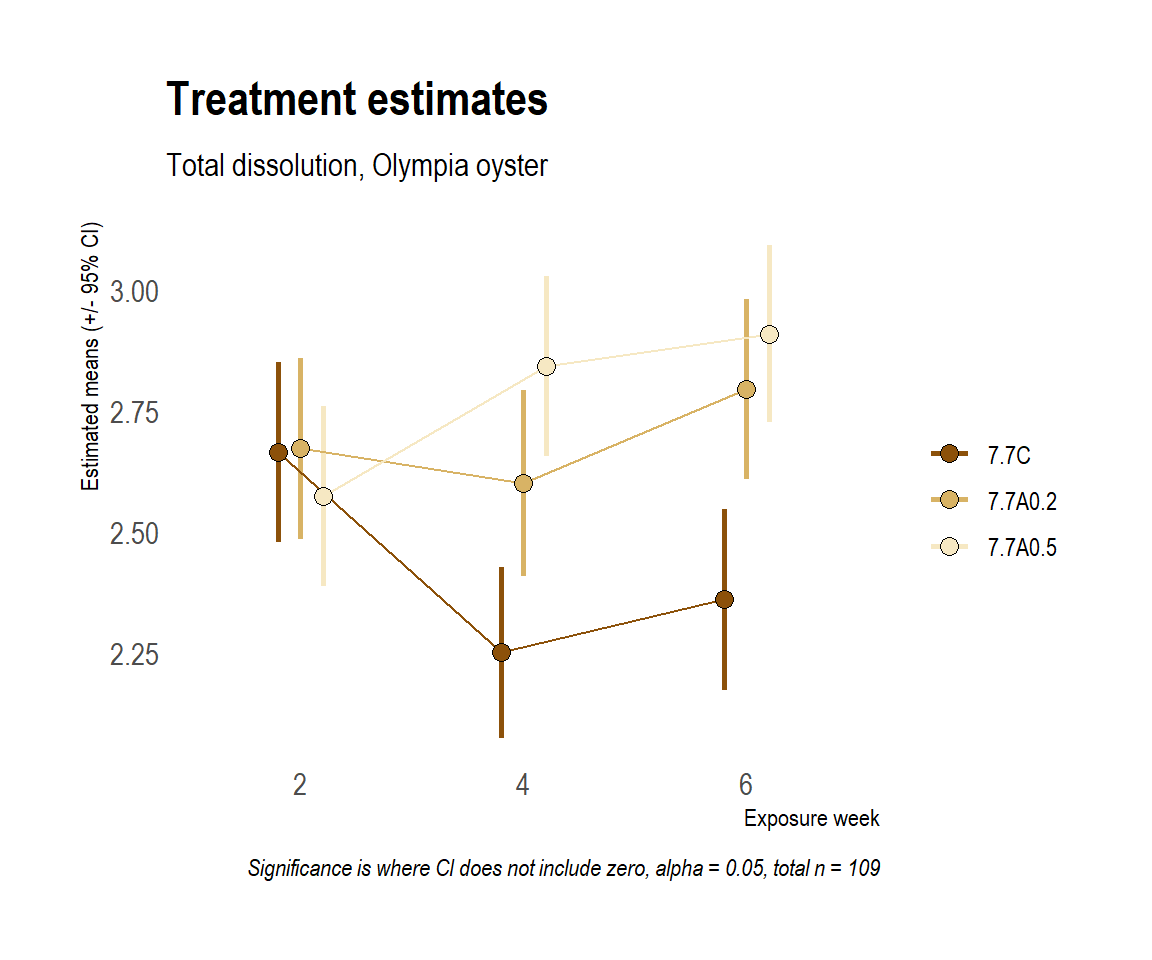 Treatment estimates
Total dissolution, Olympia oyster
Estimated means (+/- 95% CI)
3.00
2.75
2.50
2.25
2
4
6
Exposure week
7.7C
7.7A0.2
7.7A0.5
Significance is where CI does not include zero, alpha = 0.05, total n = 109